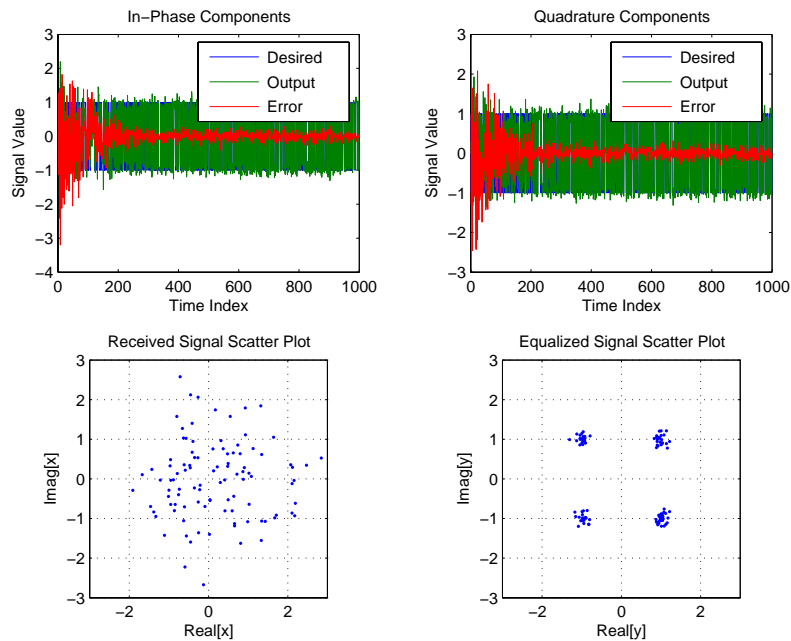 In-Phase Components
Signal Value
3
2
1
0
−1
−2
−3
−4
Desired
Output
Error
0 200 400 600 800 1000
Time Index
Quadrature Components
Signal Value
3
2
1
0
−1
−2
−3
Desired
Output
Error
0 200 400 600 800 1000
Time Index
Received Signal Scatter Plot
Imag[x]
3
2
1
0
−1
−2
−3
−2 0 2
Real[x]
Equalized Signal Scatter Plot
Imag[y]
3
2
1
0
−1
−2
−3
−2 0 2
Real[y]